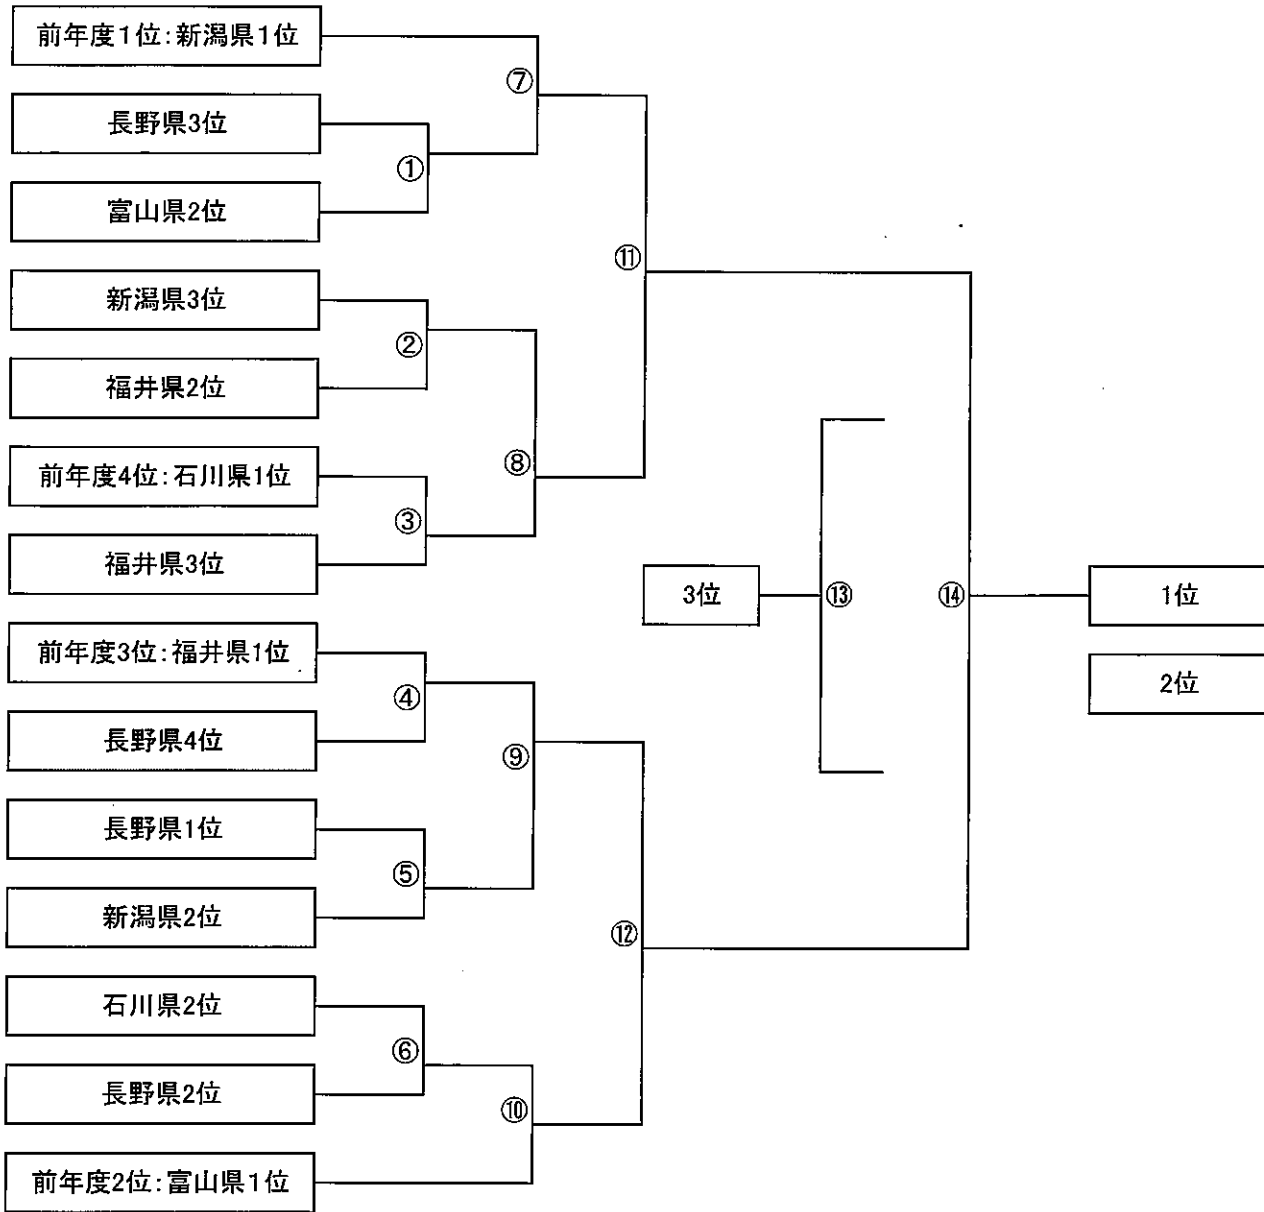 前年度1位:新潟県1位
⑦
長野県3位
①
富山県2位
新潟県3位
⑪
②
福井県2位
前年度4位:石川県1位
⑧
③
福井県3位
3位
⑬
⑭
1位
前年度3位:福井県1位
2位
④
長野県4位
⑨
長野県1位
⑤
新潟県2位
⑫
石川県2位
⑥
長野県2位
⑩
前年度2位:富山県1位